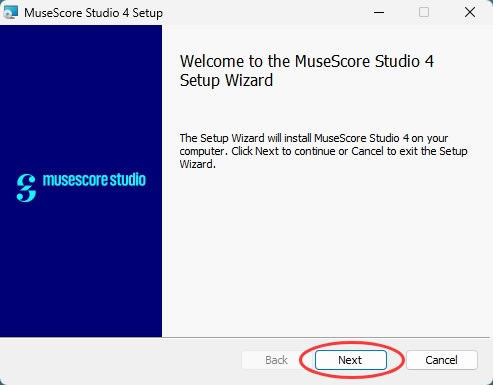 MuseScore Studio 4 Setup
Welcome to the MuseScore Studio 4
Setup Wizard
The Setup Wizard will install MuseScore Studio 4 on your
computer. Click Next to continue or Cancel to exit the Setup
Wizard.
musescore studio
Back
Next
Cancel